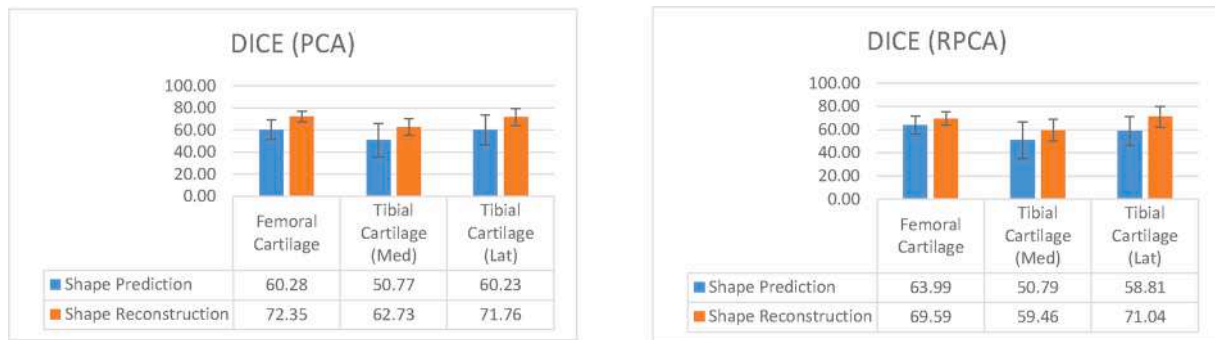 DICE (PCA)
100.00
80.00
60.00
40.00
20.00
0.00
Femoral
Cartilage
Tibial
Cartilage
(Med)
Tibial
Cartilage
(Lat)
Shape Prediction 60.28 50.77 60.23
Shape Reconstruction 72.35 62.73 71.76
DICE (RPCA)
100.00
80.00
60.00
40.00
20.00
0.00
Femoral
Cartilage
Tibial
Cartilage
(Med)
Tibial
Cartilage
(Lat)
Shape Prediction 63.99 50.79 58.81
Shape Reconstruction 69.59 59.46 71.04